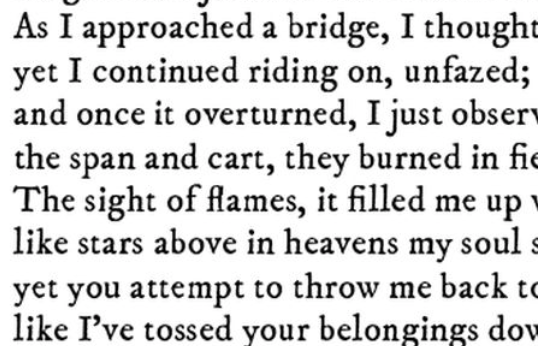 As I approached a bridge, I thought
yet I continued riding on, unfazed;
and once it overturned, I just
the span and cart, they burned in
The sight of flames, it filled me up
like stars above in heavens my soul
yet you attempt to throw me back
like I've tossed your belongings